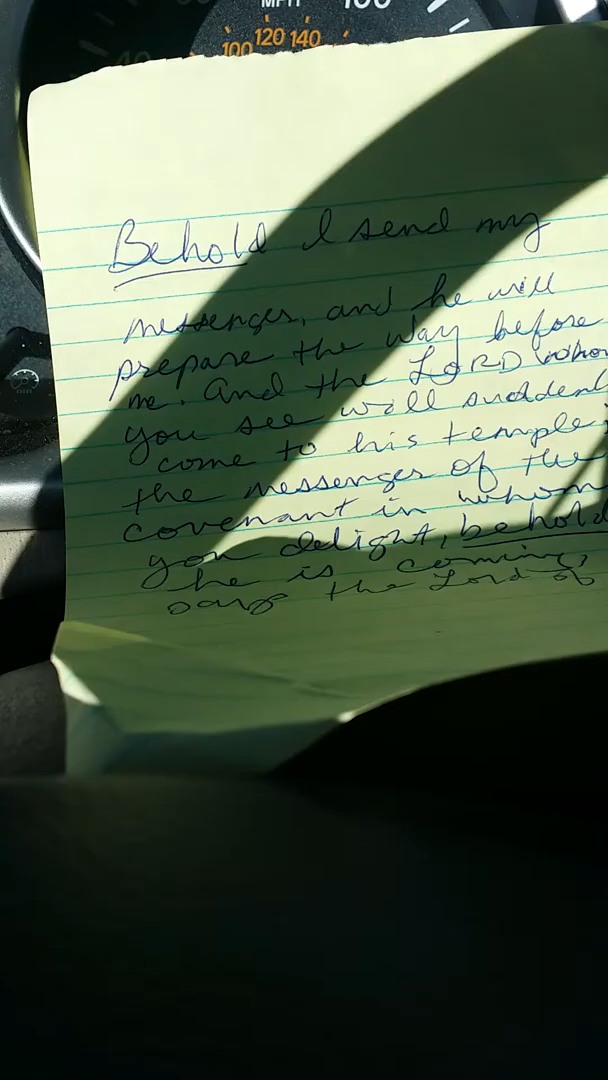 MPH 100
100 120 140
Behold I send my
messenger, and he will
prepare the way before
me. And the LORD whom
you see will suddenl
come to his temple
the messenger of the
covenant in whom
you delight, behold
he is coming,
says the Lord of